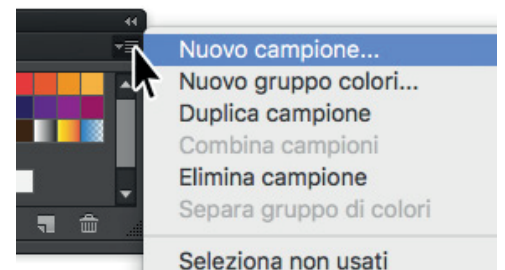 Nuovo campione...
Nuovo gruppo colori...
Duplica campione
Combina campioni
Elimina campione
Separa gruppo di colori
Seleziona non usati